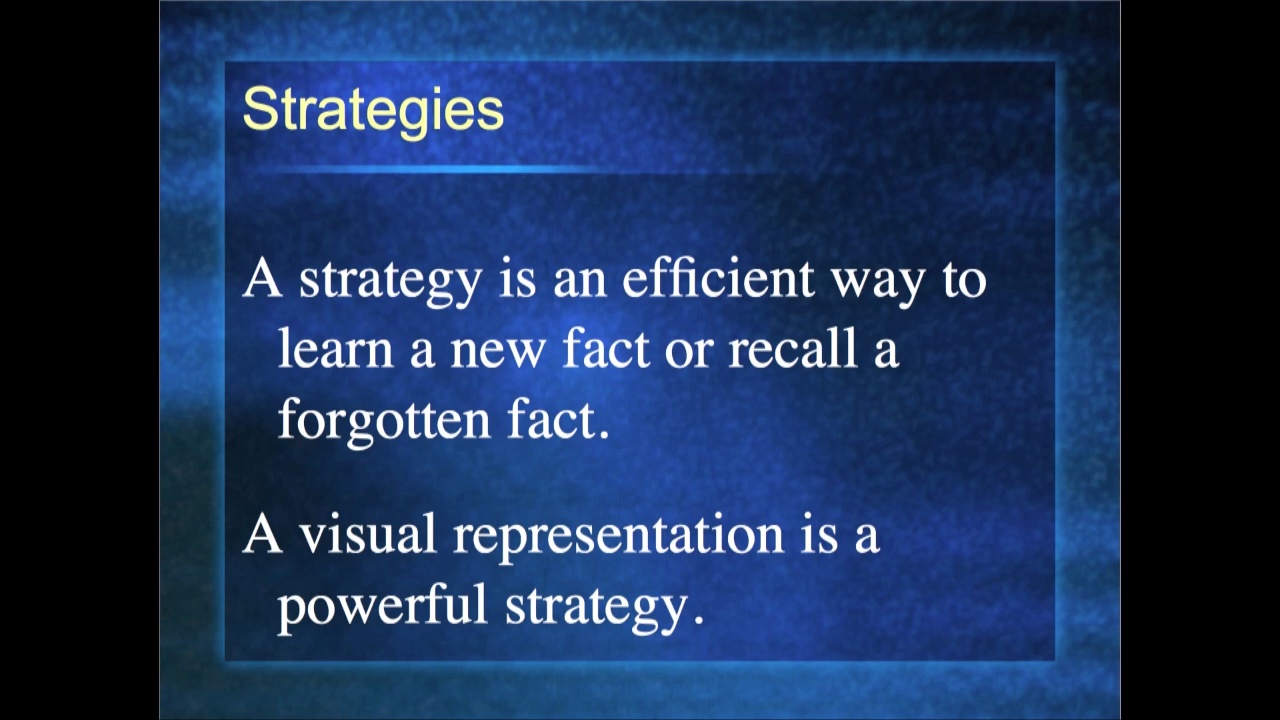 Strategies
A strategy is an efficient way to
learn a new fact or recall a
forgotten fact.
A visual representation is a
powerful strategy.